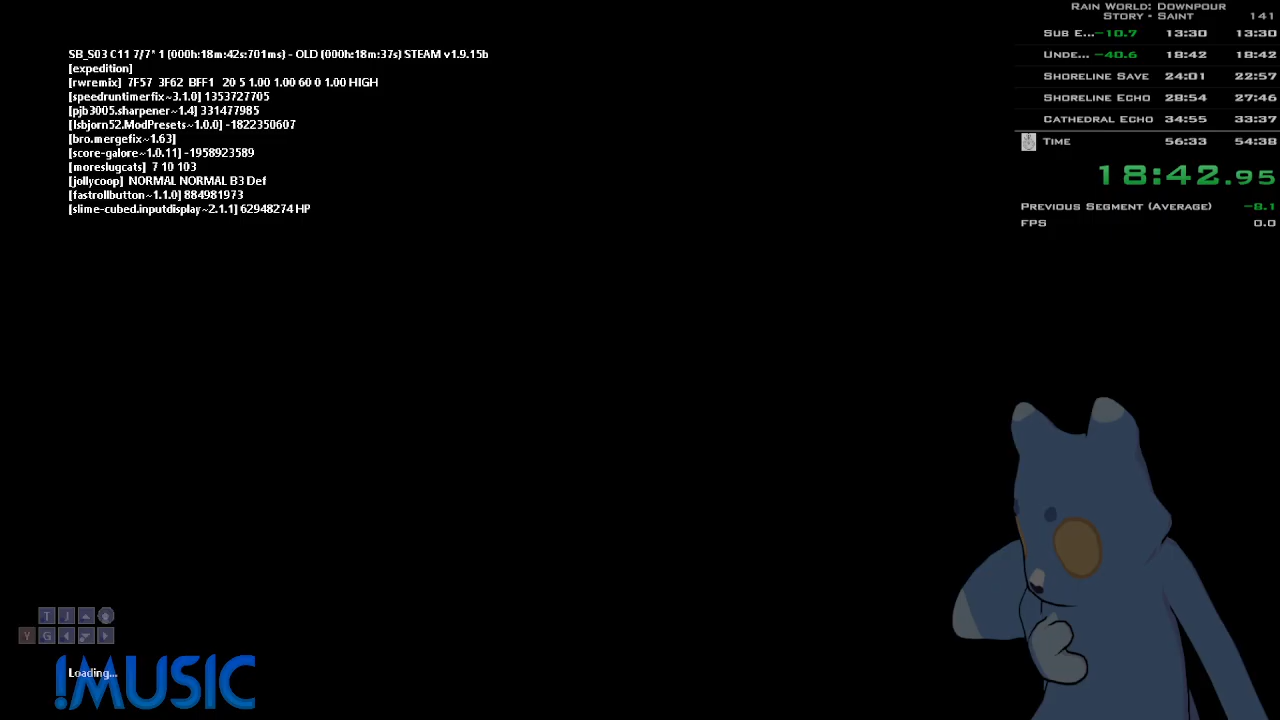 SB_S03 C11 7/7* 1 (000h:18m:42s:701ms) - OLD (000h:18m:37s) STEAM v1.9.15b
[expedition]
[rwremix] 7F57 3F62 BFF1 20 5 1.00 1.00 60 0 1.00 HIGH
[speedruntimerfix~3.1.0] 1353727705
[pjb3005.sharpener~1.4] 331477985
[lsbjorn52.ModPresets~1.0.0] -1822350607
[bro.mergefix~1.63]
[score-galore~1.0.11] -1958923589
[moreslugcats] 7 10 103
[jollycoop] NORMAL NORMAL B3 Def
[fastrollbutton~1.1.0] 884981973
[slime-cubed.inputdisplay~2.1.1] 62948274 HP
Rain World: Downpour
Story - Saint 141
Sub E... -10.7 13:30 13:30
Unde... -40.6 18:42 18:42
Shoreline Save 24:01 22:57
Shoreline Echo 28:54 27:46
Cathedral Echo 34:55 33:37
Time 56:33 54:38
18:42.95
Previous Segment (Average) -8.1
FPS 0.0
T J
Y G
Loading...
!MUSIC